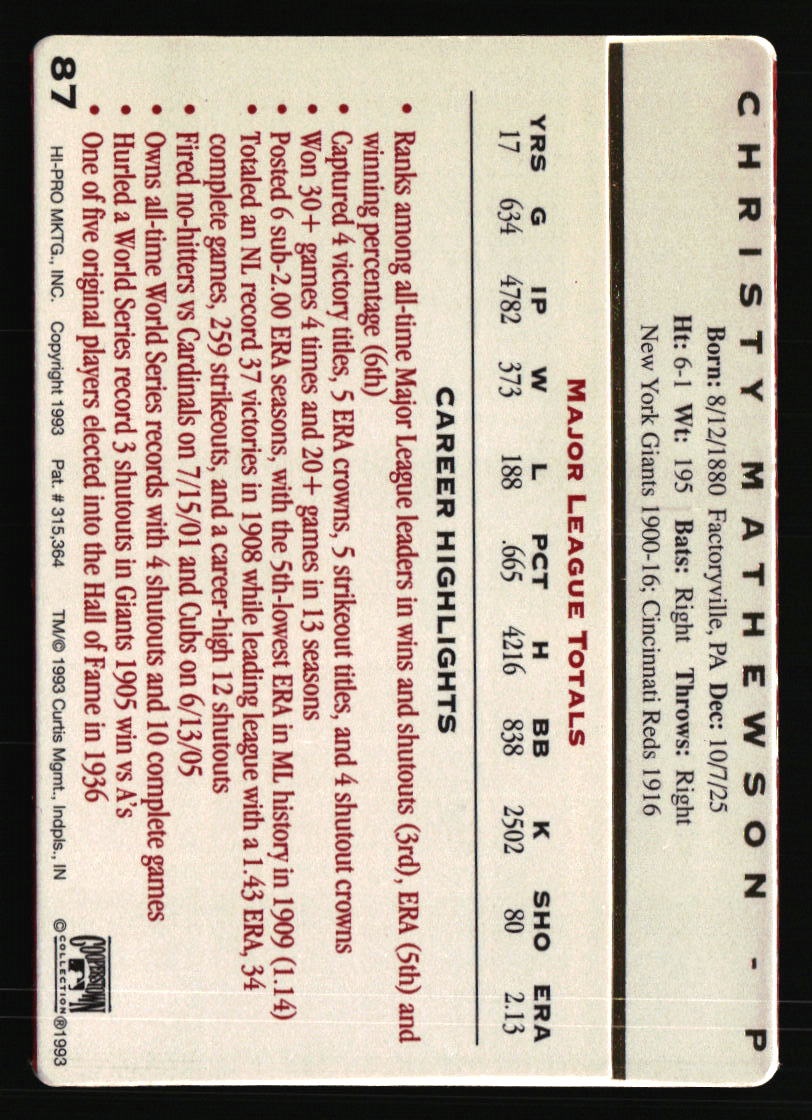 CHRISTY MATHEWSON - P
Born: 8/12/1880 Factoryville, PA Dec: 10/7/25
Ht: 6-1 Wt: 195 Bats: Right Throws: Right
New York Giants 1900-16; Cincinnati Reds 1916
MAJOR LEAGUE TOTALS
YRS G IP W L PCT H BB K SHO ERA
17 634 4782 373 188 .665 4216 838 2502 80 2.13
CAREER HIGHLIGHTS
• Ranks among all-time Major League leaders in wins and shutouts (3rd), ERA (5th) and
winning percentage (6th)
• Captured 4 victory titles, 5 ERA crowns, 5 strikeout titles, and 4 shutout crowns
• Won 30+ games 4 times and 20+ games in 13 seasons
• Posted 6 sub-2.00 ERA seasons, with the 5th-lowest ERA in ML history in 1909 (1.14)
• Totaled an NL record 37 victories in 1908 while leading league with a 1.43 ERA, 34
complete games, 259 strikeouts, and a career-high 12 shutouts
• Fired no-hitters vs Cardinals on 7/15/01 and Cubs on 6/13/05
• Owns all-time World Series records with 4 shutouts and 10 complete games
• Hurled a World Series record 3 shutouts in Giants 1905 win vs A's
• One of five original players elected into the Hall of Fame in 1936
87 HI-PRO MKTG., INC. Copyright 1993 Pat. # 315,364 TM/© 1993 Curtis Mgmt., Indpls., IN
COOPERSTOWN
© COLLECTION ® 1993